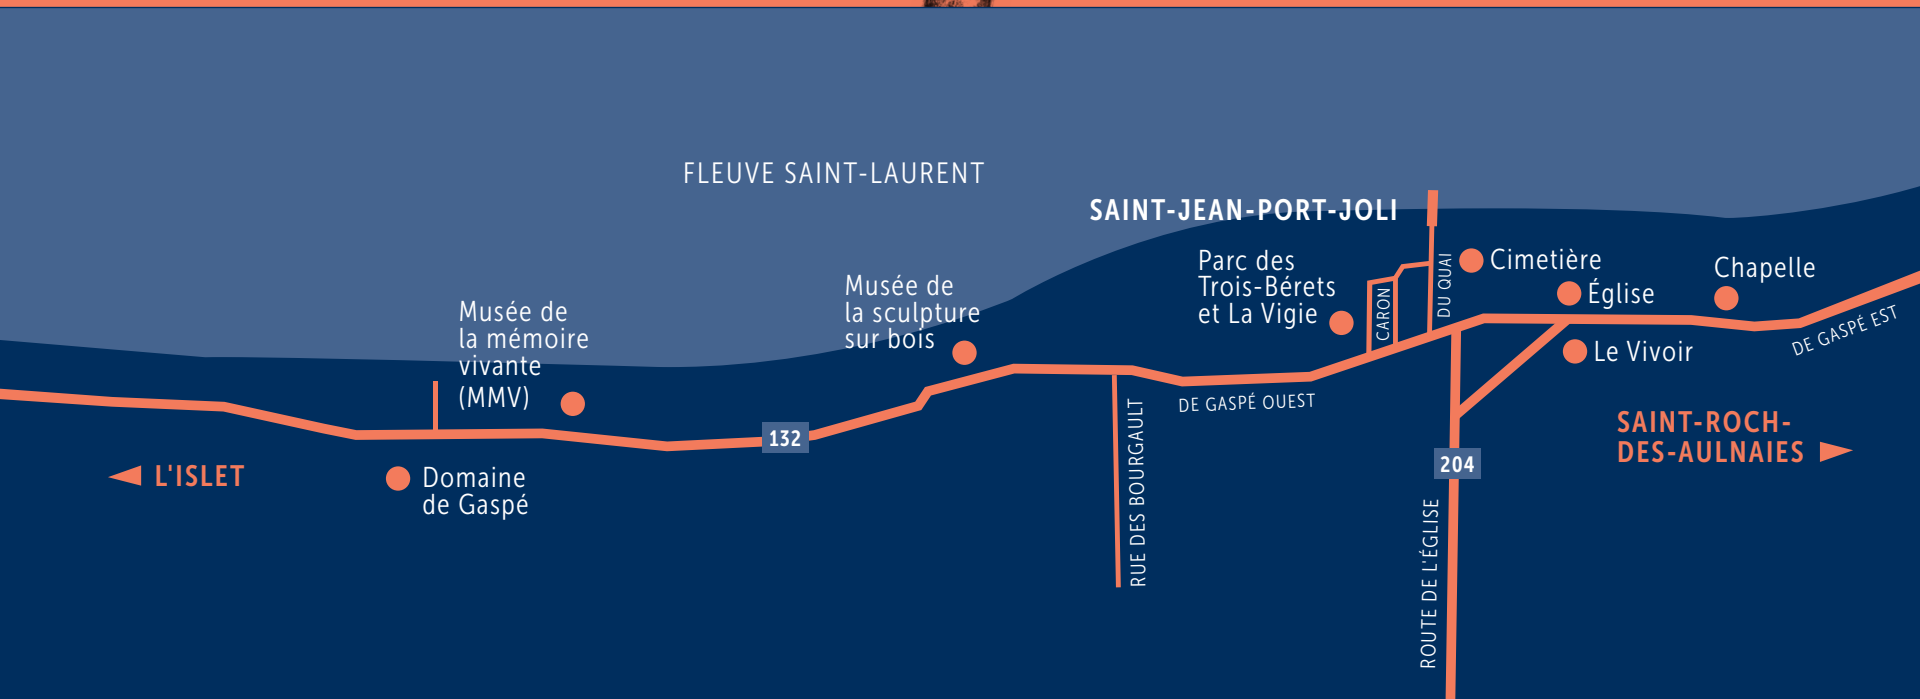 FLEUVE SAINT-LAURENT
SAINT-JEAN-PORT-JOLI
Parc des
Trois-Bérets
et La Vigie
CARON
DU QUAI
Cimetière
Église
Chapelle
DE GASPÉ EST
Le Vivoir
Musée de
la sculpture
sur bois
Musée de
la mémoire
vivante
(MMV)
132
DE GASPÉ OUEST
RUE DES BOURGAULT
L'ISLET
Domaine
de Gaspé
SAINT-ROCH-
DES-AULNAIES
204
ROUTE DE L'ÉGLISE